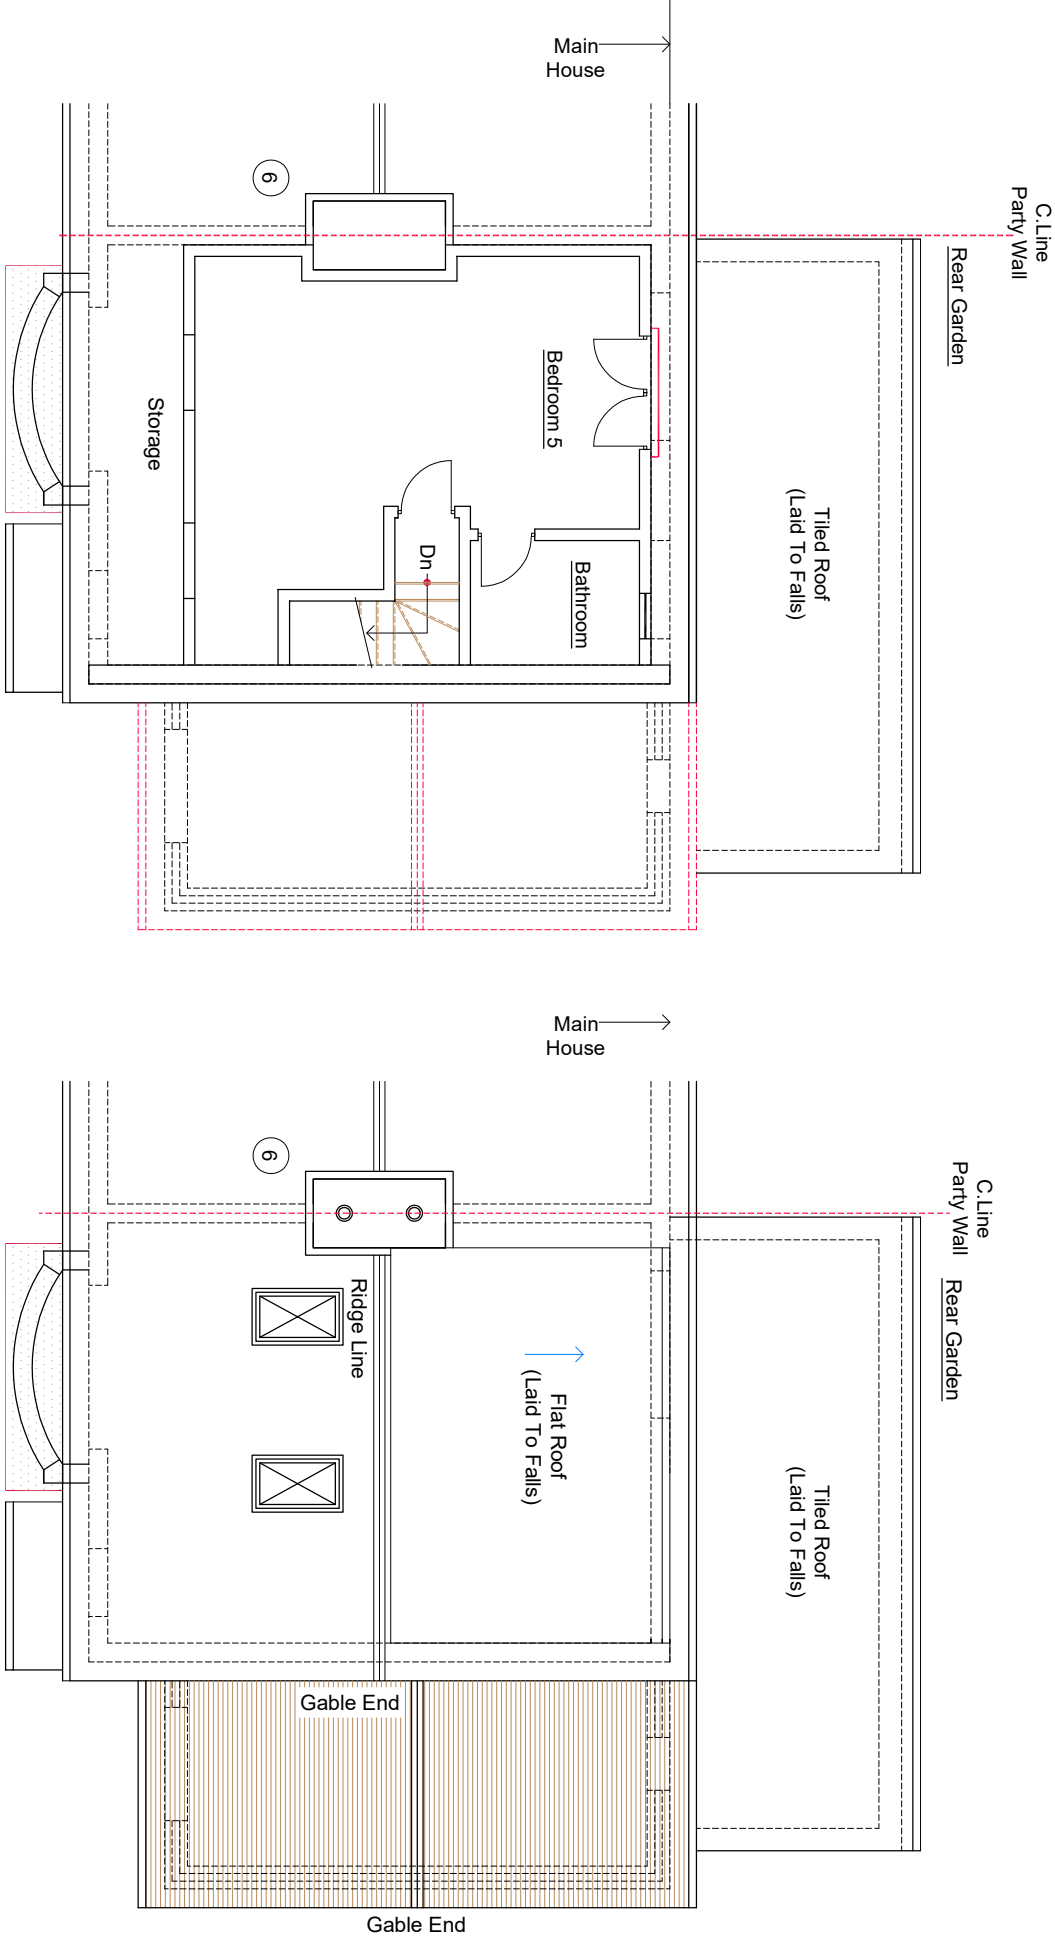 Main
House
C.Line
Party Wall
6
Rear Garden
Bedroom 5
Storage
Tiled Roof
(Laid To Falls)
Dn
Bathroom
Main
House
6
C.Line
Party Wall
Rear Garden
Ridge Line
Flat Roof
(Laid To Falls)
Tiled Roof
(Laid To Falls)
Gable End
Gable End